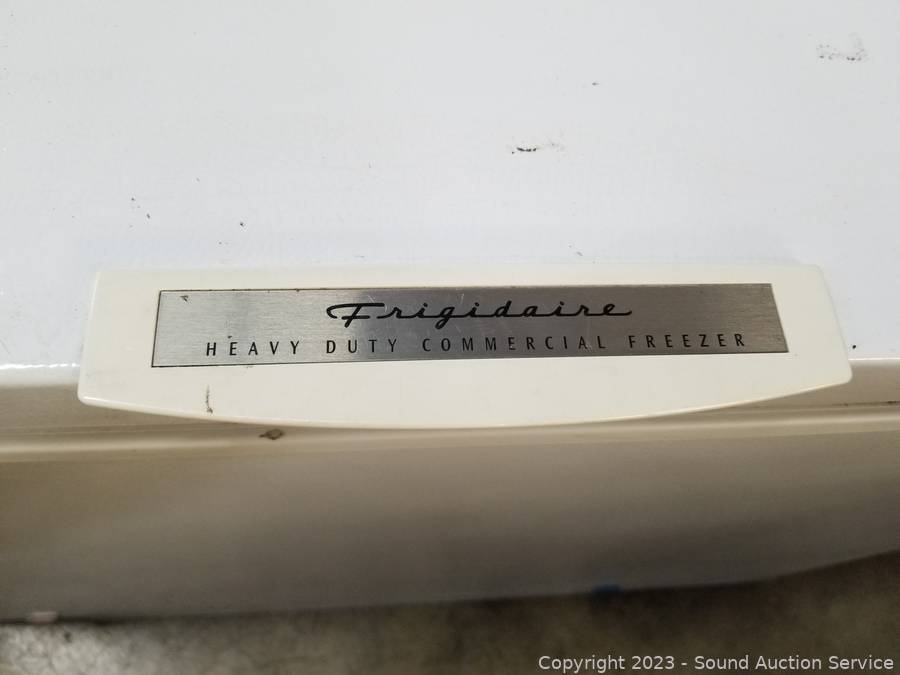 Frigidaire
HEAVY DUTY COMMERCIAL FREEZER
Copyright 2023 - Sound Auction Service